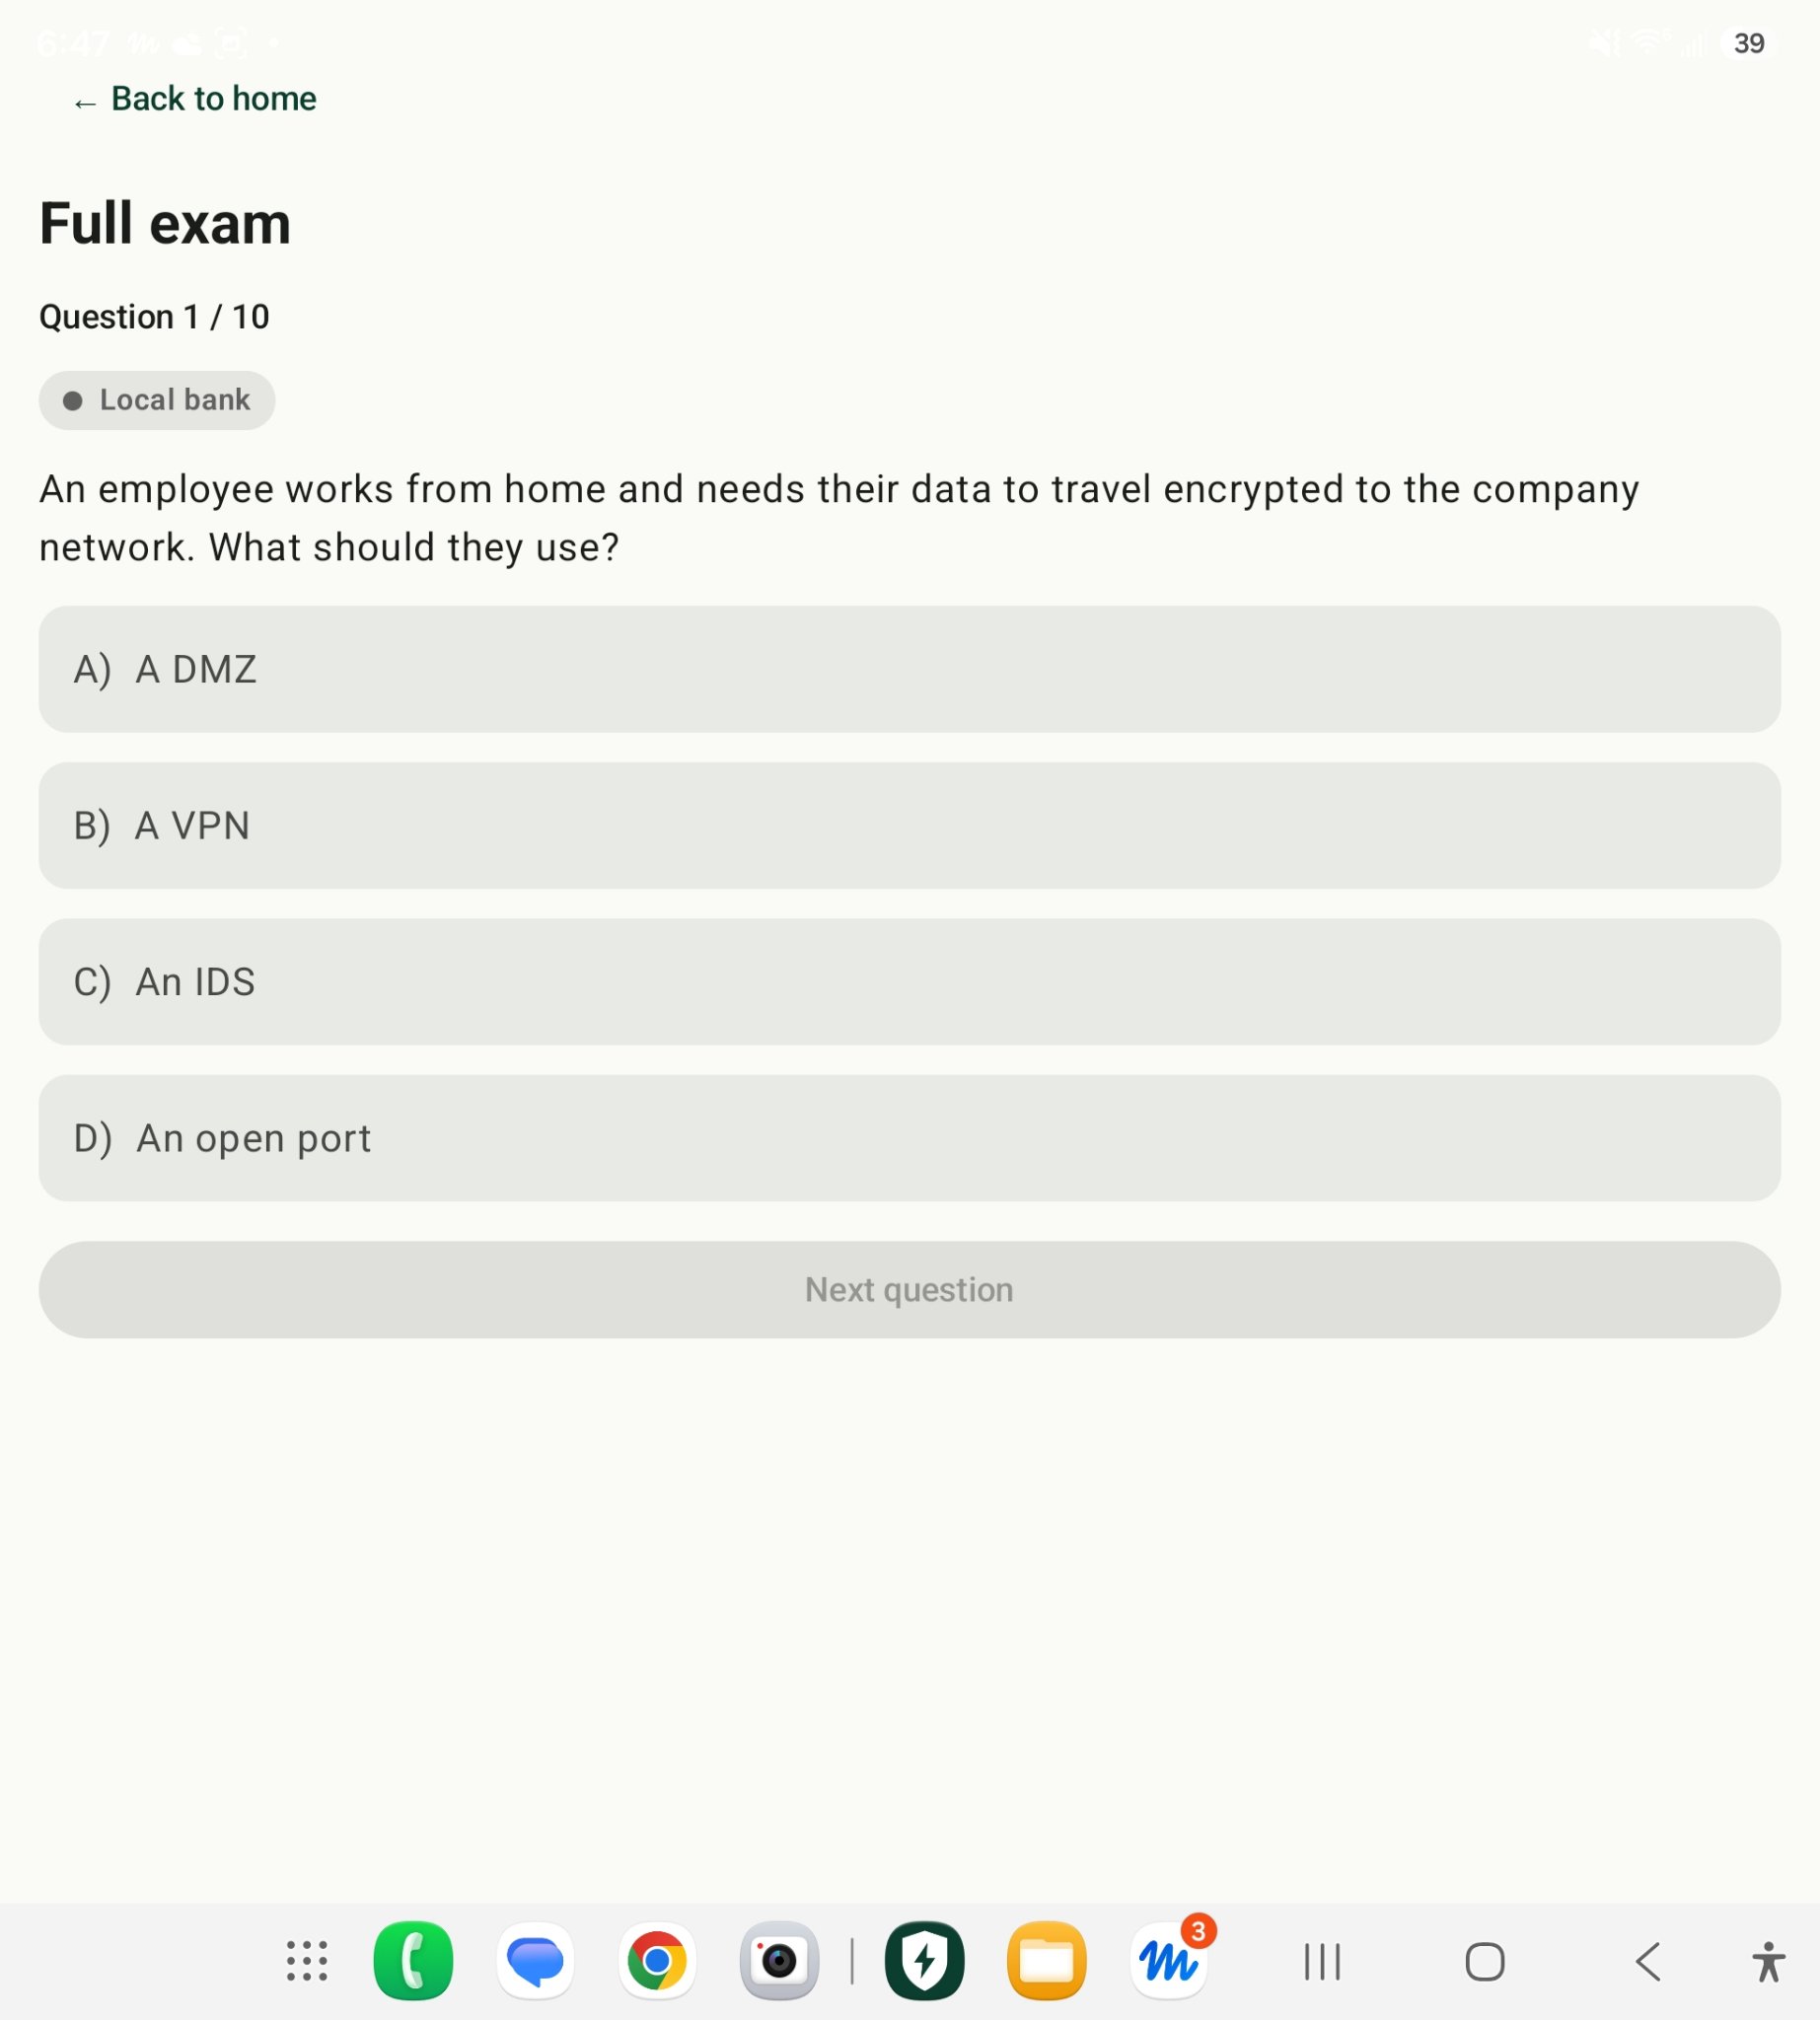 6:47
39
← Back to home
Full exam
Question 1 / 10
Local bank
An employee works from home and needs their data to travel encrypted to the company
network. What should they use?
A) A DMZ
B) A VPN
C) An IDS
D) An open port
Next question
3